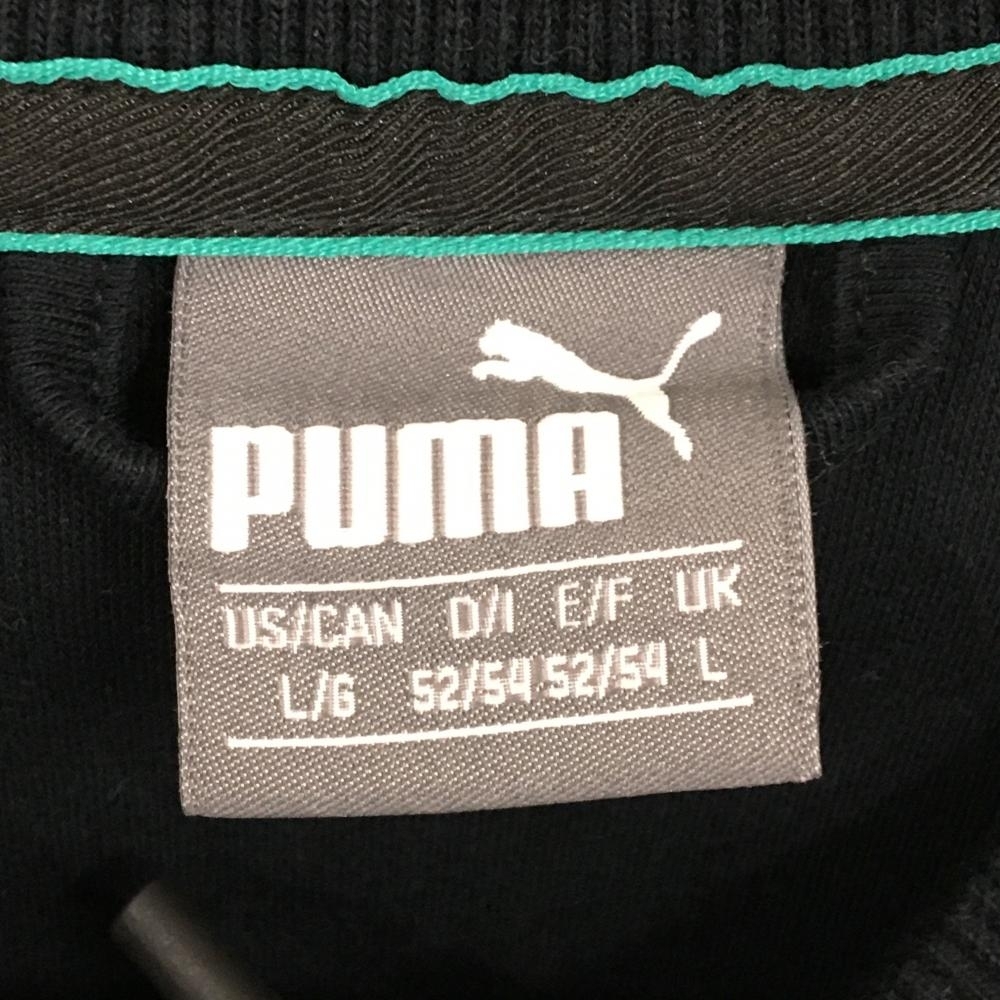 PUMA
US/CAN D/I E/F UK
L/G 52/54 52/54 L